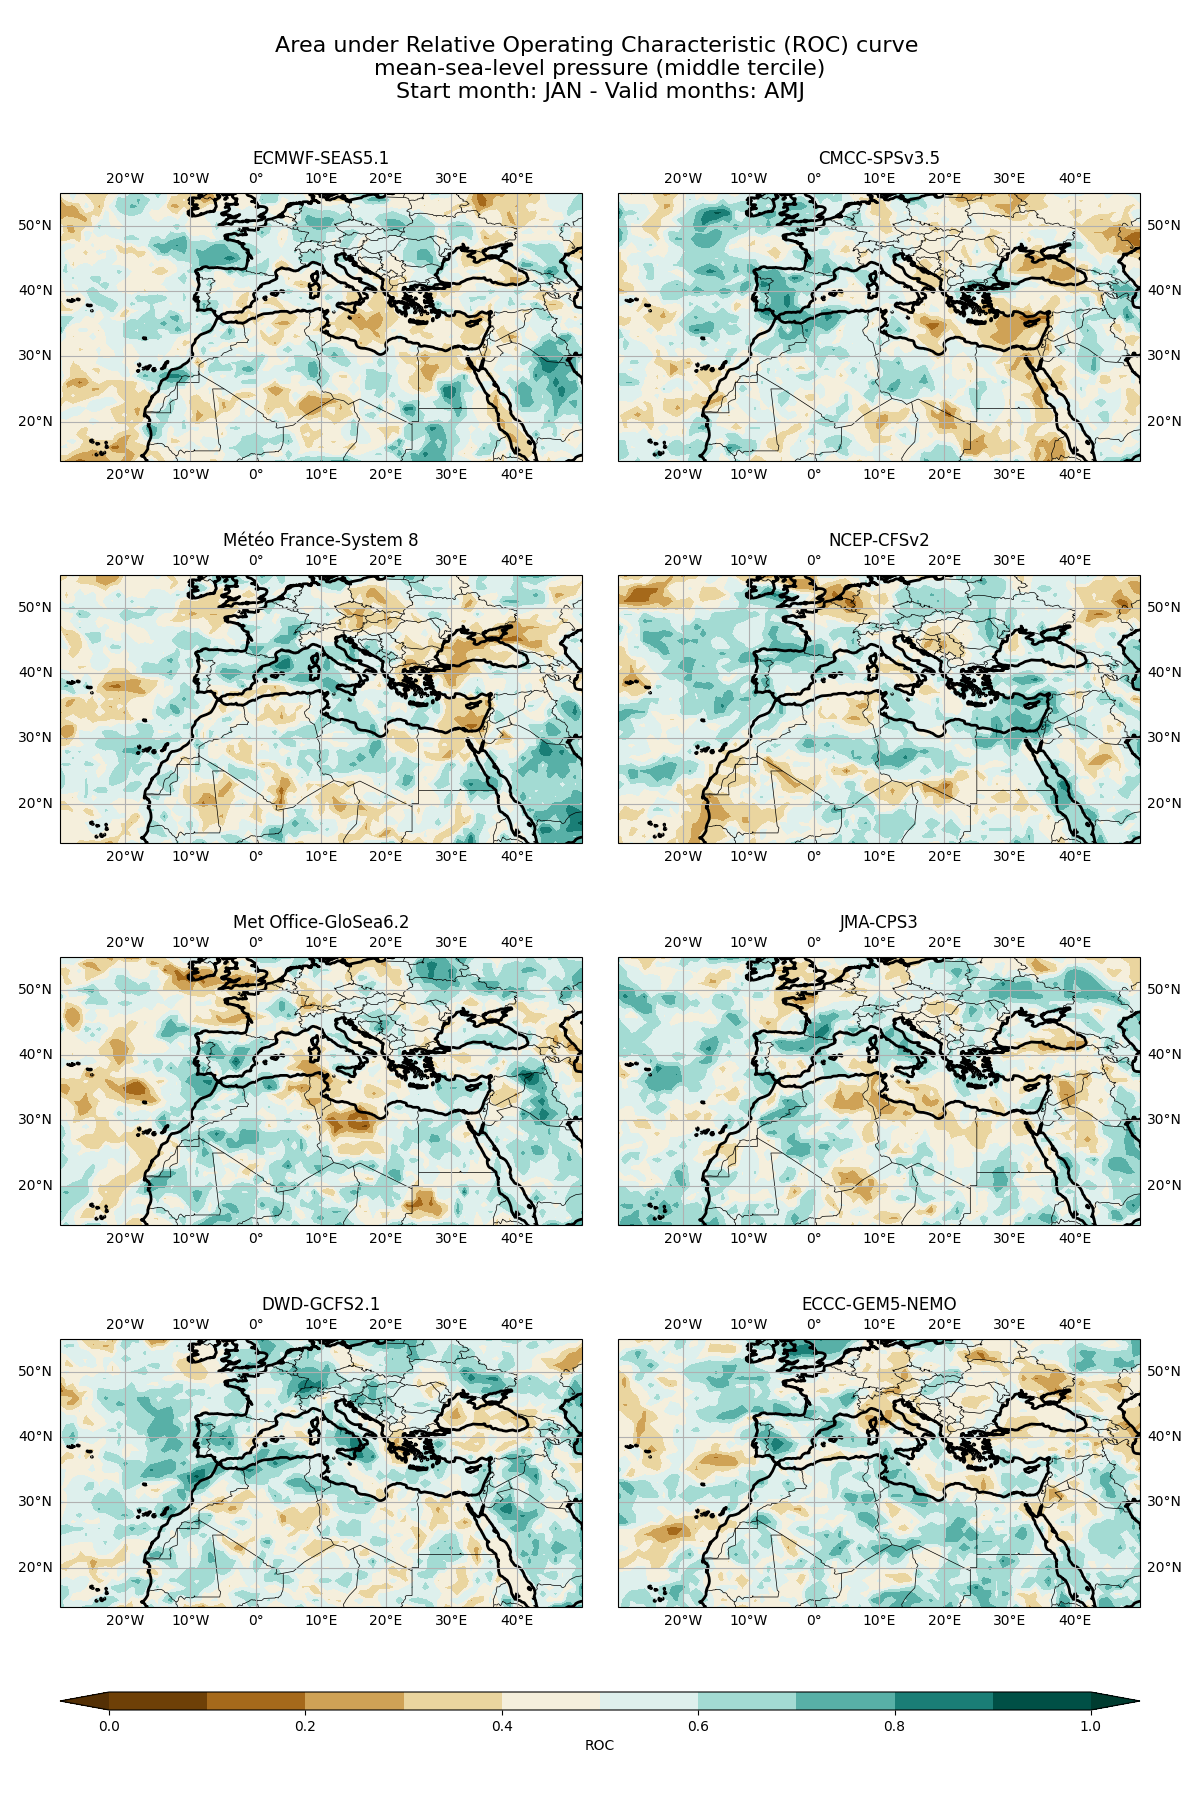 Area under Relative Operating Characteristic (ROC) curve
mean-sea-level pressure (middle tercile)
Start month: JAN - Valid months: AMJ
ECMWF-SEAS5.1
20°W 10°W 0° 10°E 20°E 30°E 40°E
50°N
40°N
30°N
20°N
20°W 10°W 0° 10°E 20°E 30°E 40°E
CMCC-SPSv3.5
20°W 10°W 0° 10°E 20°E 30°E 40°E
50°N
40°N
30°N
20°N
20°W 10°W 0° 10°E 20°E 30°E 40°E
Météo France-System 8
20°W 10°W 0° 10°E 20°E 30°E 40°E
50°N
40°N
30°N
20°N
20°W 10°W 0° 10°E 20°E 30°E 40°E
NCEP-CFSv2
20°W 10°W 0° 10°E 20°E 30°E 40°E
50°N
40°N
30°N
20°N
20°W 10°W 0° 10°E 20°E 30°E 40°E
Met Office-GloSea6.2
20°W 10°W 0° 10°E 20°E 30°E 40°E
50°N
40°N
30°N
20°N
20°W 10°W 0° 10°E 20°E 30°E 40°E
JMA-CPS3
20°W 10°W 0° 10°E 20°E 30°E 40°E
50°N
40°N
30°N
20°N
20°W 10°W 0° 10°E 20°E 30°E 40°E
DWD-GCFS2.1
20°W 10°W 0° 10°E 20°E 30°E 40°E
50°N
40°N
30°N
20°N
20°W 10°W 0° 10°E 20°E 30°E 40°E
ECCC-GEM5-NEMO
20°W 10°W 0° 10°E 20°E 30°E 40°E
50°N
40°N
30°N
20°N
20°W 10°W 0° 10°E 20°E 30°E 40°E
0.0 0.2 0.4 0.6 0.8 1.0
ROC